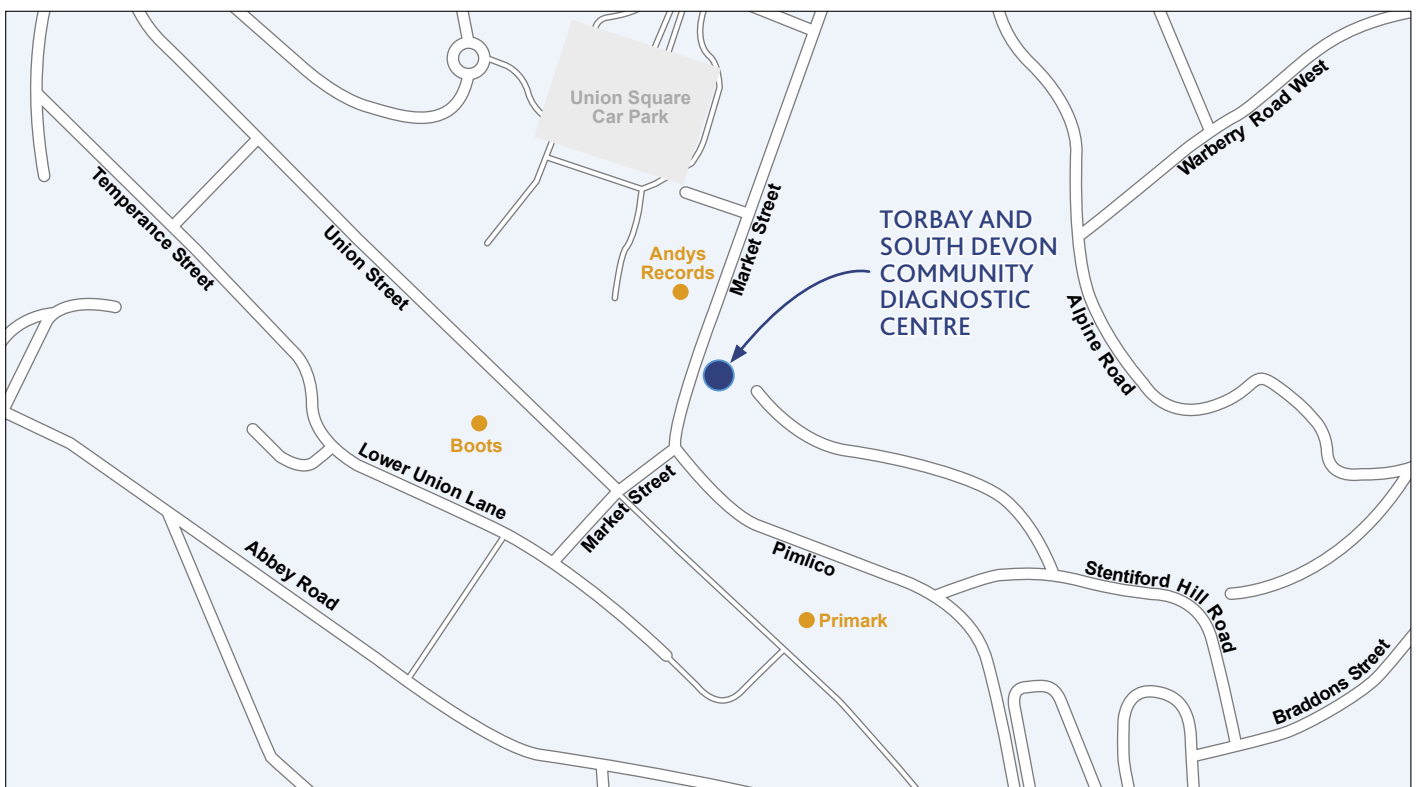 Union Square
Car Park
Warberry Road West
Temperance Street
Union Street
Market Street
TORBAY AND
SOUTH DEVON
COMMUNITY
DIAGNOSTIC
CENTRE
Andys
Records
Alpine Road
Boots
Lower Union Lane
Market Street
Abbey Road
Pimlico
Stentiford Hill Road
Primark
Braddons Street